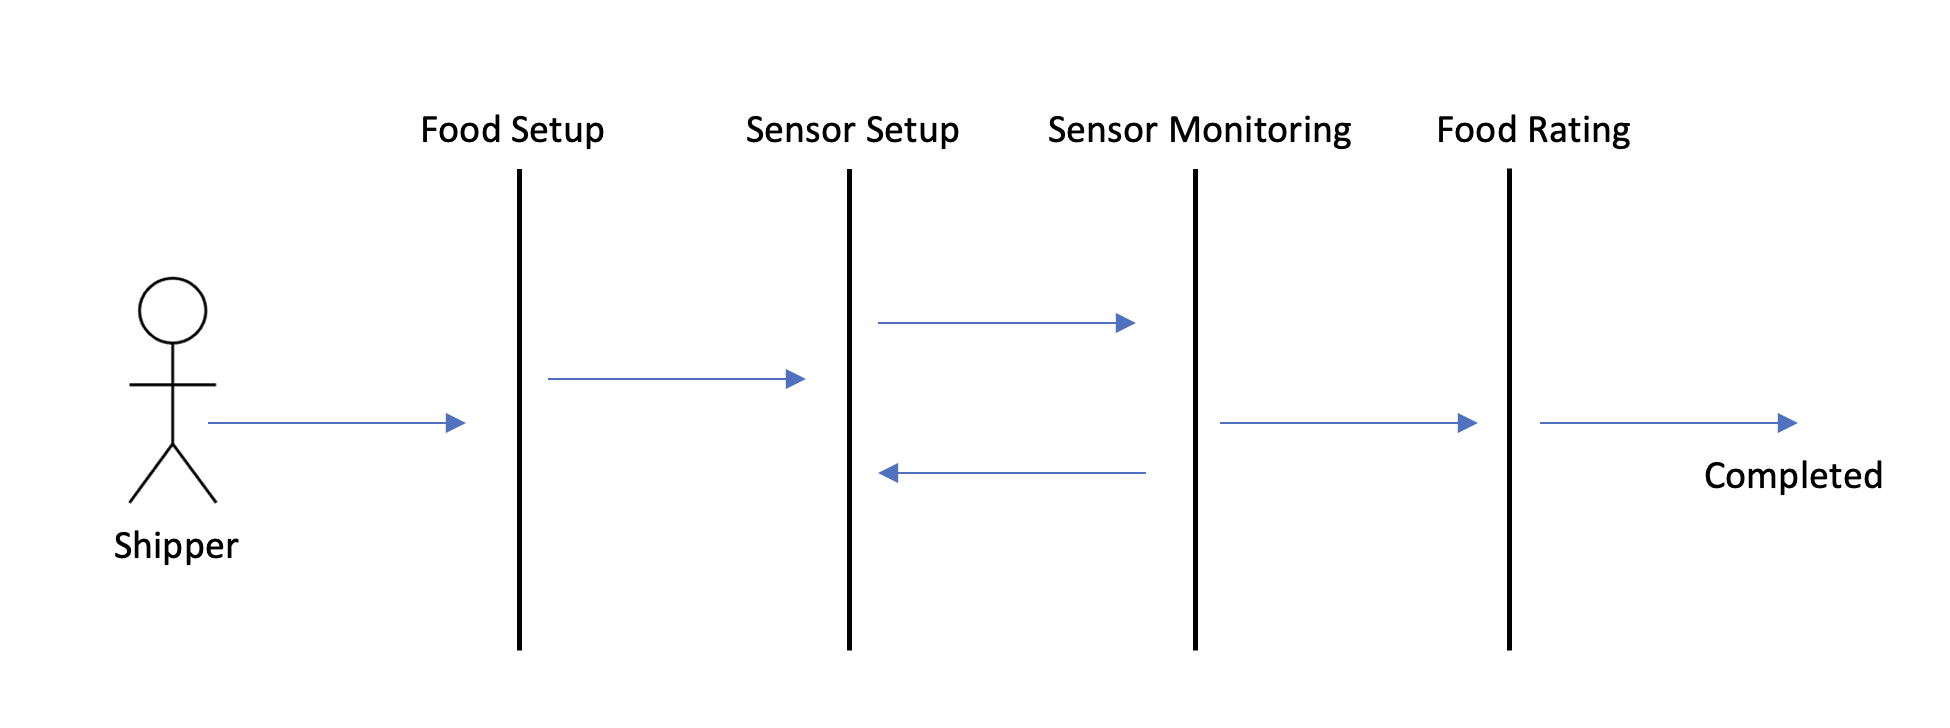 Food Setup
Sensor Setup
Sensor Monitoring
Food Rating
Completed
Shipper